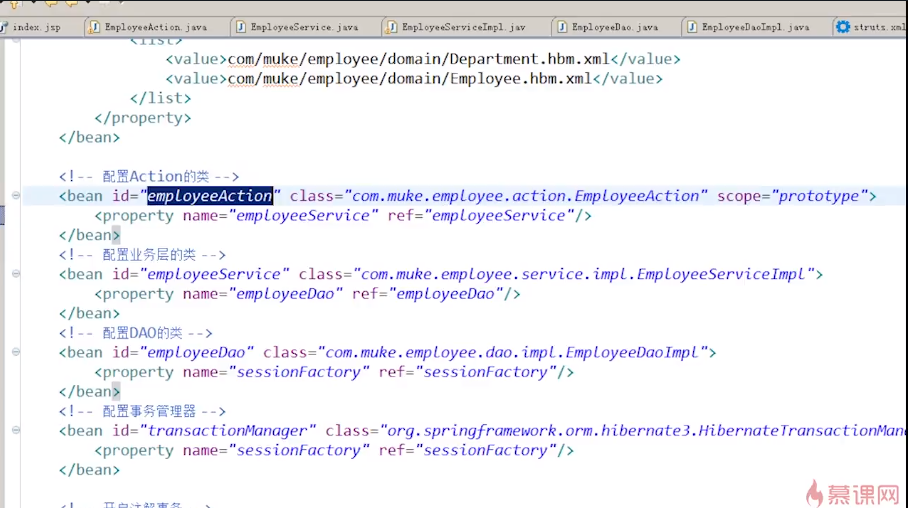 index.jsp EmployeeAction.java EmployeeService.java EmployeeServiceImpl.jav EmployeeDao.java EmployeeDaoImpl.java struts.xml
<list>
<value>com/muke/employee/domain/Department.hbm.xml</value>
<value>com/muke/employee/domain/Employee.hbm.xml</value>
</list>
</property>
</bean>
<!-- 配置Action的类 -->
<bean id="employeeAction" class="com.muke.employee.action.EmployeeAction" scope="prototype">
<property name="employeeService" ref="employeeService"/>
</bean>
<!-- 配置业务层的类 -->
<bean id="employeeService" class="com.muke.employee.service.impl.EmployeeServiceImpl">
<property name="employeeDao" ref="employeeDao"/>
</bean>
<!-- 配置DAO的类 -->
<bean id="employeeDao" class="com.muke.employee.dao.impl.EmployeeDaoImpl">
<property name="sessionFactory" ref="sessionFactory"/>
</bean>
<!-- 配置事务管理器 -->
<bean id="transactionManager" class="org.springframework.orm.hibernate3.HibernateTransactionMan
<property name="sessionFactory" ref="sessionFactory"/>
</bean>
<!-- 开启注解事务 -->
慕课网